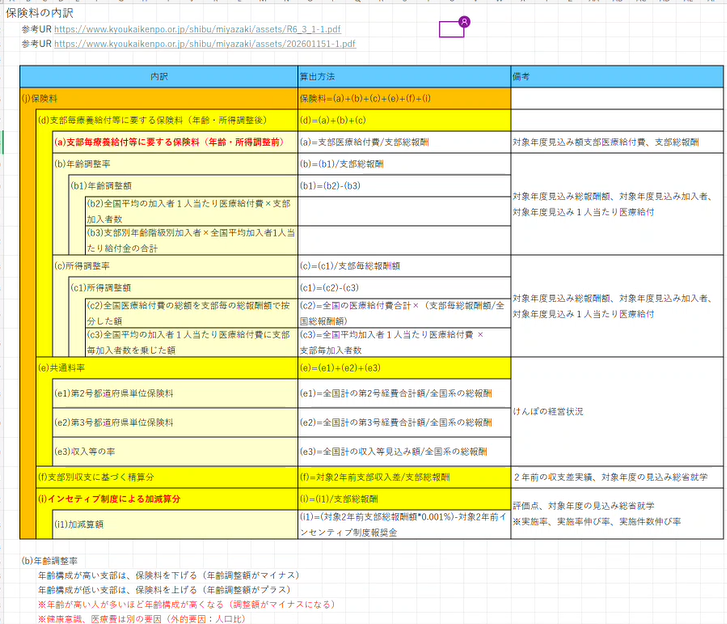 保険料の内訳
参考UR https://www.kyoukaikenpo.or.jp/shibu/miyazaki/assets/R6_3_1-1.pdf
参考UR https://www.kyoukaikenpo.or.jp/shibu/miyazaki/assets/202601151-1.pdf
内訳 算出方法 備考
(j)保険料 保険料=(a)+(b)+(c)+(e)+(f)+(i)
(d)支部毎療養給付等に要する保険料（年齢・所得調整後） (d)=(a)+(b)+(c)
(a)支部毎療養給付等に要する保険料（年齢・所得調整前） (a)=支部医療給付費/支部総報酬 対象年度見込み額支部医療給付費、支部総報酬
(b)年齢調整率 (b)=(b1)/支部総報酬
(b1)年齢調整額 (b1)=(b2)-(b3)
対象年度見込み総報酬額、対象年度見込み加入者、
対象年度見込み１人当たり医療給付
(b2)全国平均の加入者１人当たり医療給付費×支部
加入者数
(b3)支部別年齢階級別加入者×全国平均加入者1人当
たり給付金の合計
(c)所得調整率 (c)=(c1)/支部毎総報酬額
(c1)所得調整額 (c1)=(c2)-(c3)
対象年度見込み総報酬額、対象年度見込み加入者、
対象年度見込み１人当たり医療給付
(c2)全国医療給付費の総額を支部毎の総報酬額で按
分した額
(c2)=全国の医療給付費合計×（支部毎総報酬額/全
国総報酬額）
(c3)全国平均の加入者１人当たり医療給付費に支部
毎加入者数を乗じた額
(c3)=全国平均加入者１人当たり医療給付費 ×
支部毎加入者数
(e)共通料率 (e)=(e1)+(e2)+(e3)
(e1)第2号都道府県単位保険料 (e1)=全国計の第2号経費合計額/全国系の総報酬
けんぽの経営状況
(e2)第3号都道府県単位保険料 (e2)=全国計の第3号経費合計額/全国系の総報酬
(e3)収入等の率 (e3)=全国計の収入等見込み額/全国系の総報酬
(f)支部別収支に基づく精算分 (f)=対象2年前支部収入差/支部総報酬 ２年前の収支差実績、対象年度の見込み総省就学
(i)インセンティブ制度による加減算分 (i)=(i1)/支部総報酬
評価点、対象年度の見込み総省就学
※実施率、実施率伸び率、実施件数伸び率
(i1)加減算額
(i1)=(対象2年前支部総報酬額*0.001%)-対象2年前イ
ンセンティブ制度報奨金
(b)年齢調整率
年齢構成が高い支部は、保険料を下げる（年齢調整額がマイナス）
年齢構成が低い支部は、保険料を上げる（年齢調整額がプラス）
※年齢が高い人が多いほど年齢構成が高くなる（調整額がマイナスになる）
※健康意識、医療費は別の要因（外的要因：人口比）